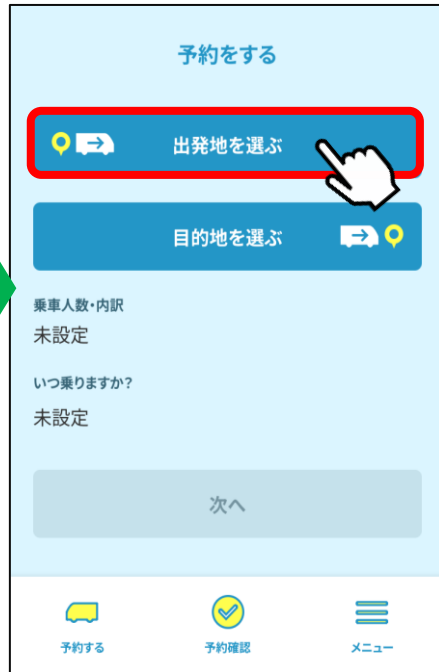 予約をする
出発地を選ぶ
目的地を選ぶ
乗車人数・内訳
未設定
いつ乗りますか？
未設定
次へ
予約する
予約確認
メニュー